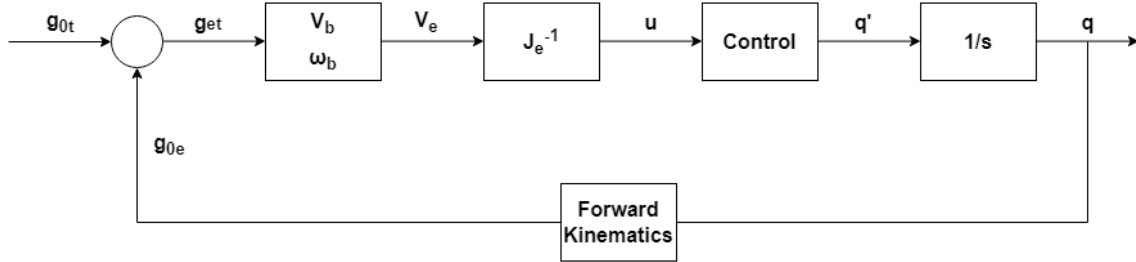 g0t
get
Vb
ωb
Ve
Je-1
u
Control
q'
1/s
q
g0e
Forward
Kinematics